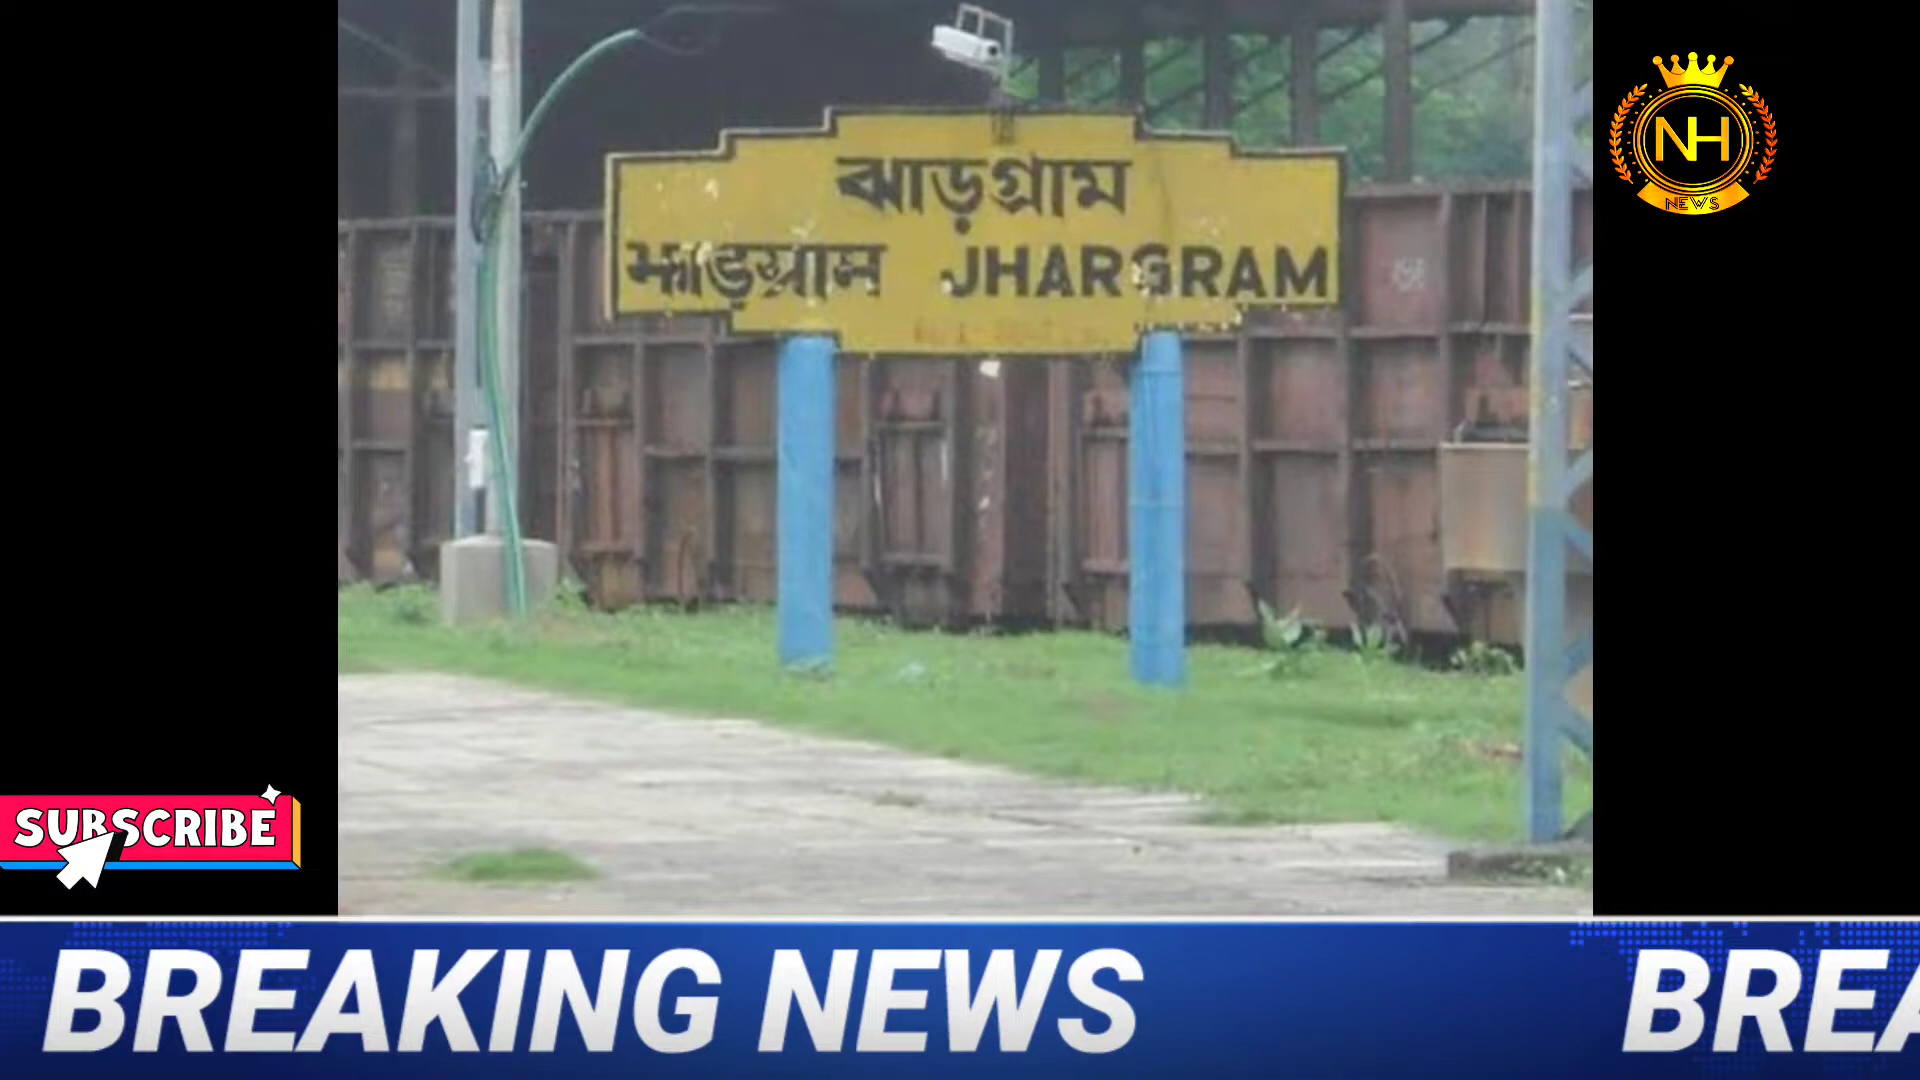 ঝাড়গ্রাম
JHARGRAM
NH
NEWS
SUBSCRIBE
BREAKING NEWS
BREA